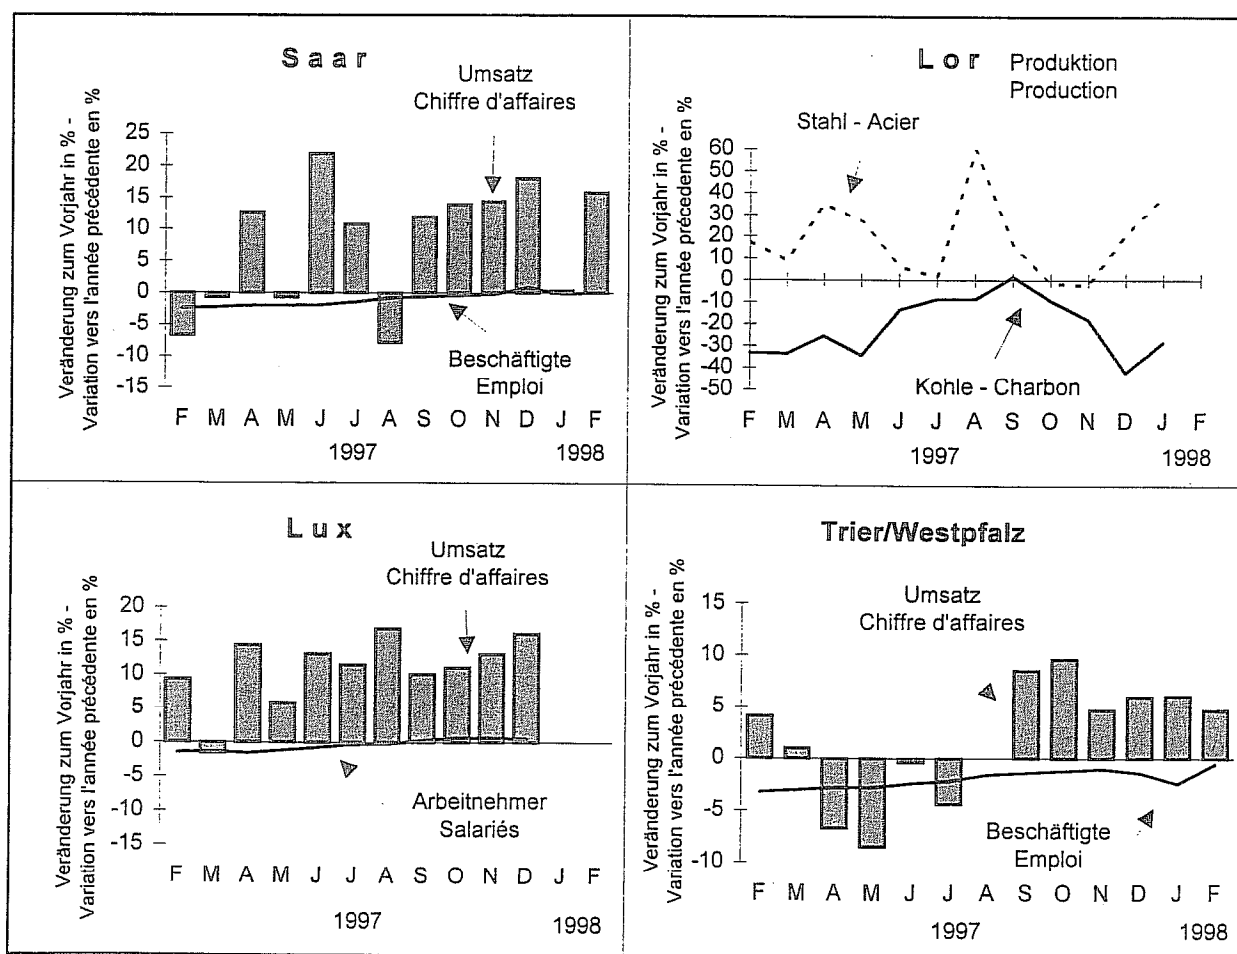 Saar
Umsatz
Chiffre d'affaires
Veränderung zum Vorjahr in % -
Variation vers l'année précédente en %
25
20
15
10
5
0
-5
-10
-15
Beschäftigte
Emploi
F M A M J J A S O N D J F
1997 1998
Lor
Produktion
Production
Stahl - Acier
Veränderung zum Vorjahr in % -
Variation vers l'année précedente en %
60
50
40
30
20
10
0
-10
-20
-30
-40
-50
Kohle - Charbon
F M A M J J A S O N D J F
1997 1998
Lux
Umsatz
Chiffre d'affaires
Veränderung zum Vorjahr in % -
Variation vers l'année précédente en %
20
15
10
5
0
-5
-10
-15
Arbeitnehmer
Salariés
F M A M J J A S O N D J F
1997 1998
Trier/Westpfalz
Umsatz
Chiffre d'affaires
Veränderung zum Vorjahr in % -
Variation vers l'année précédente en %
15
10
5
0
-5
-10
Beschäftigte
Emploi
F M A M J J A S O N D J F
1997 1998